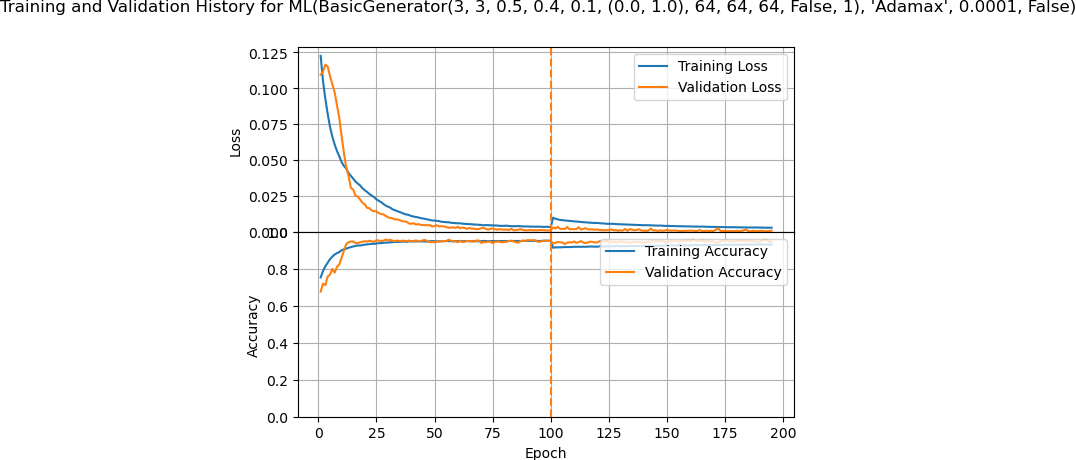 Training and Validation History for ML(BasicGenerator(3, 3, 0.5, 0.4, 0.1, (0.0, 1.0), 64, 64, 64, False, 1), 'Adamax', 0.0001, False)
0.125
0.100
0.075
0.050
0.025
0.000
Loss
Training Loss
Validation Loss
1.0
0.8
0.6
0.4
0.2
0.0
Accuracy
Training Accuracy
Validation Accuracy
0 25 50 75 100 125 150 175 200
Epoch